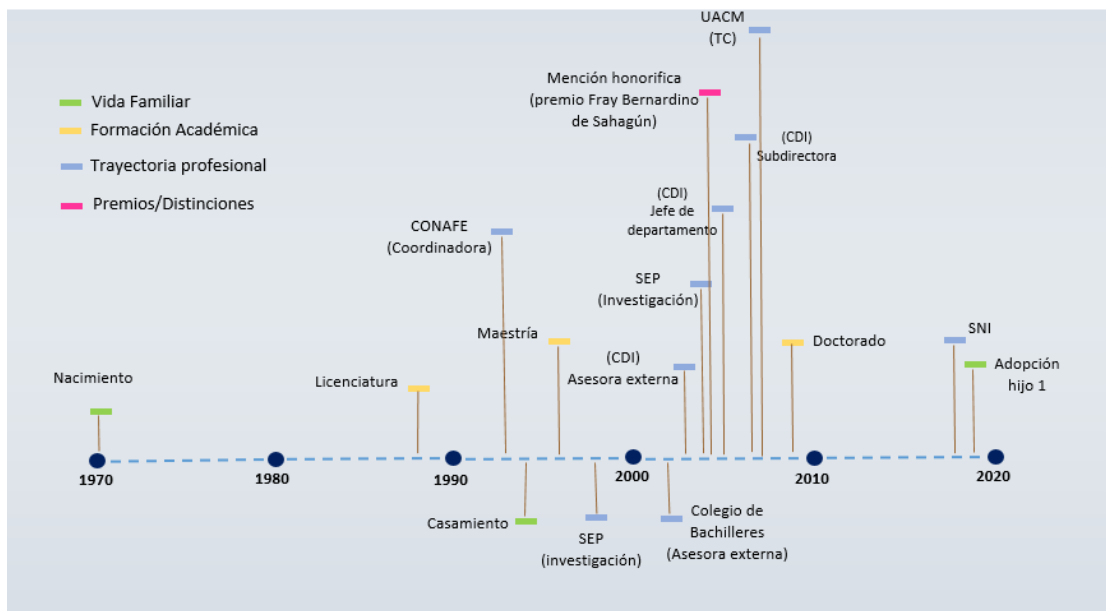 UACM
(TC)
Mención honorifica
(premio Fray Bernardino
de Sahagún)
Vida Familiar
Formación Académica
Trayectoria profesional
Premios/Distinciones
(CDI)
Subdirectora
(CDI)
Jefe de
departamento
CONAFE
(Coordinadora)
SEP
(Investigación)
Maestría
(CDI)
Asesora externa
Doctorado
SNI
Adopción
hijo 1
Nacimiento
Licenciatura
1970
1980
1990
2000
2010
2020
Casamiento
SEP
(investigación)
Colegio de
Bachilleres
(Asesora externa)